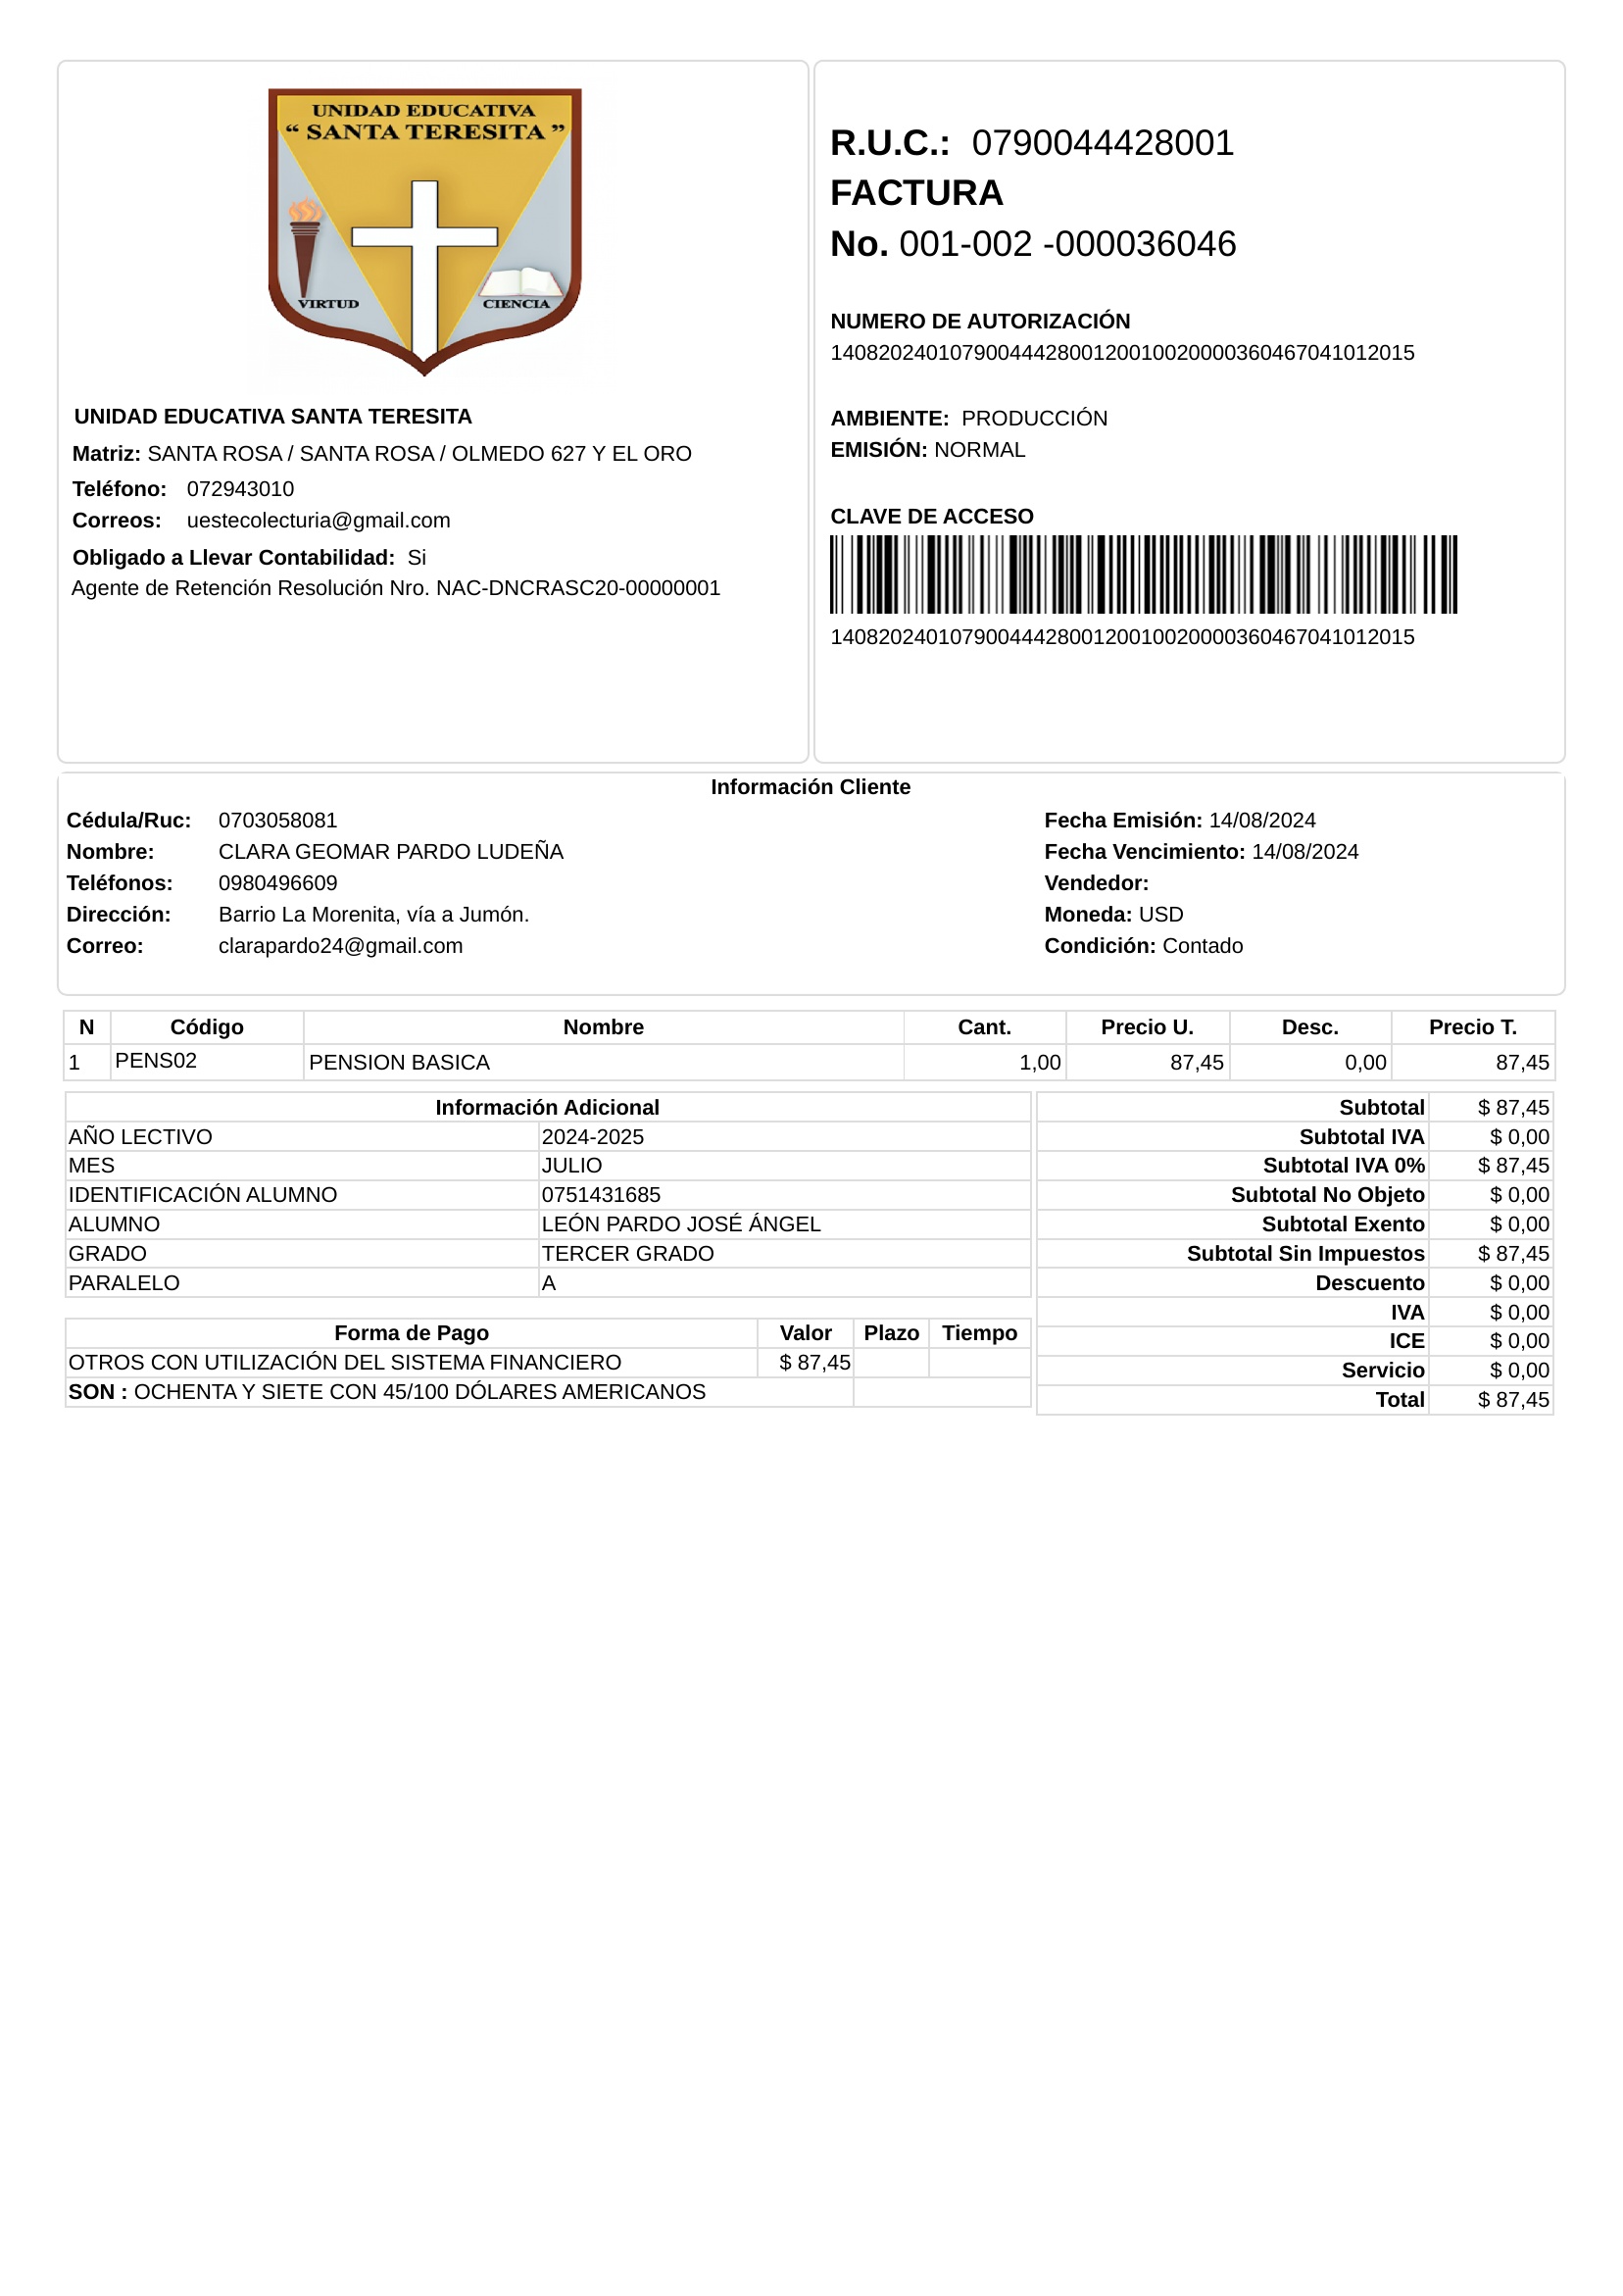 UNIDAD EDUCATIVA
“ SANTA TERESITA ”
VIRTUD
CIENCIA
UNIDAD EDUCATIVA SANTA TERESITA
Matriz: SANTA ROSA / SANTA ROSA / OLMEDO 627 Y EL ORO
Teléfono: 072943010
Correos: uestecolecturia@gmail.com
Obligado a Llevar Contabilidad: Si
Agente de Retención Resolución Nro. NAC-DNCRASC20-00000001
R.U.C.: 0790044428001
FACTURA
No. 001-002 -000036046
NUMERO DE AUTORIZACIÓN
1408202401079004442800120010020000360467041012015
AMBIENTE: PRODUCCIÓN
EMISIÓN: NORMAL
CLAVE DE ACCESO
1408202401079004442800120010020000360467041012015
Información Cliente
Cédula/Ruc: 0703058081
Nombre: CLARA GEOMAR PARDO LUDEÑA
Teléfonos: 0980496609
Dirección: Barrio La Morenita, vía a Jumón.
Correo: clarapardo24@gmail.com
Fecha Emisión: 14/08/2024
Fecha Vencimiento: 14/08/2024
Vendedor:
Moneda: USD
Condición: Contado
N Código Nombre Cant. Precio U. Desc. Precio T.
1 PENS02 PENSION BASICA 1,00 87,45 0,00 87,45
Información Adicional
AÑO LECTIVO 2024-2025
MES JULIO
IDENTIFICACIÓN ALUMNO 0751431685
ALUMNO LEÓN PARDO JOSÉ ÁNGEL
GRADO TERCER GRADO
PARALELO A
Forma de Pago Valor Plazo Tiempo
OTROS CON UTILIZACIÓN DEL SISTEMA FINANCIERO $ 87,45
SON : OCHENTA Y SIETE CON 45/100 DÓLARES AMERICANOS
Subtotal $ 87,45
Subtotal IVA $ 0,00
Subtotal IVA 0% $ 87,45
Subtotal No Objeto $ 0,00
Subtotal Exento $ 0,00
Subtotal Sin Impuestos $ 87,45
Descuento $ 0,00
IVA $ 0,00
ICE $ 0,00
Servicio $ 0,00
Total $ 87,45